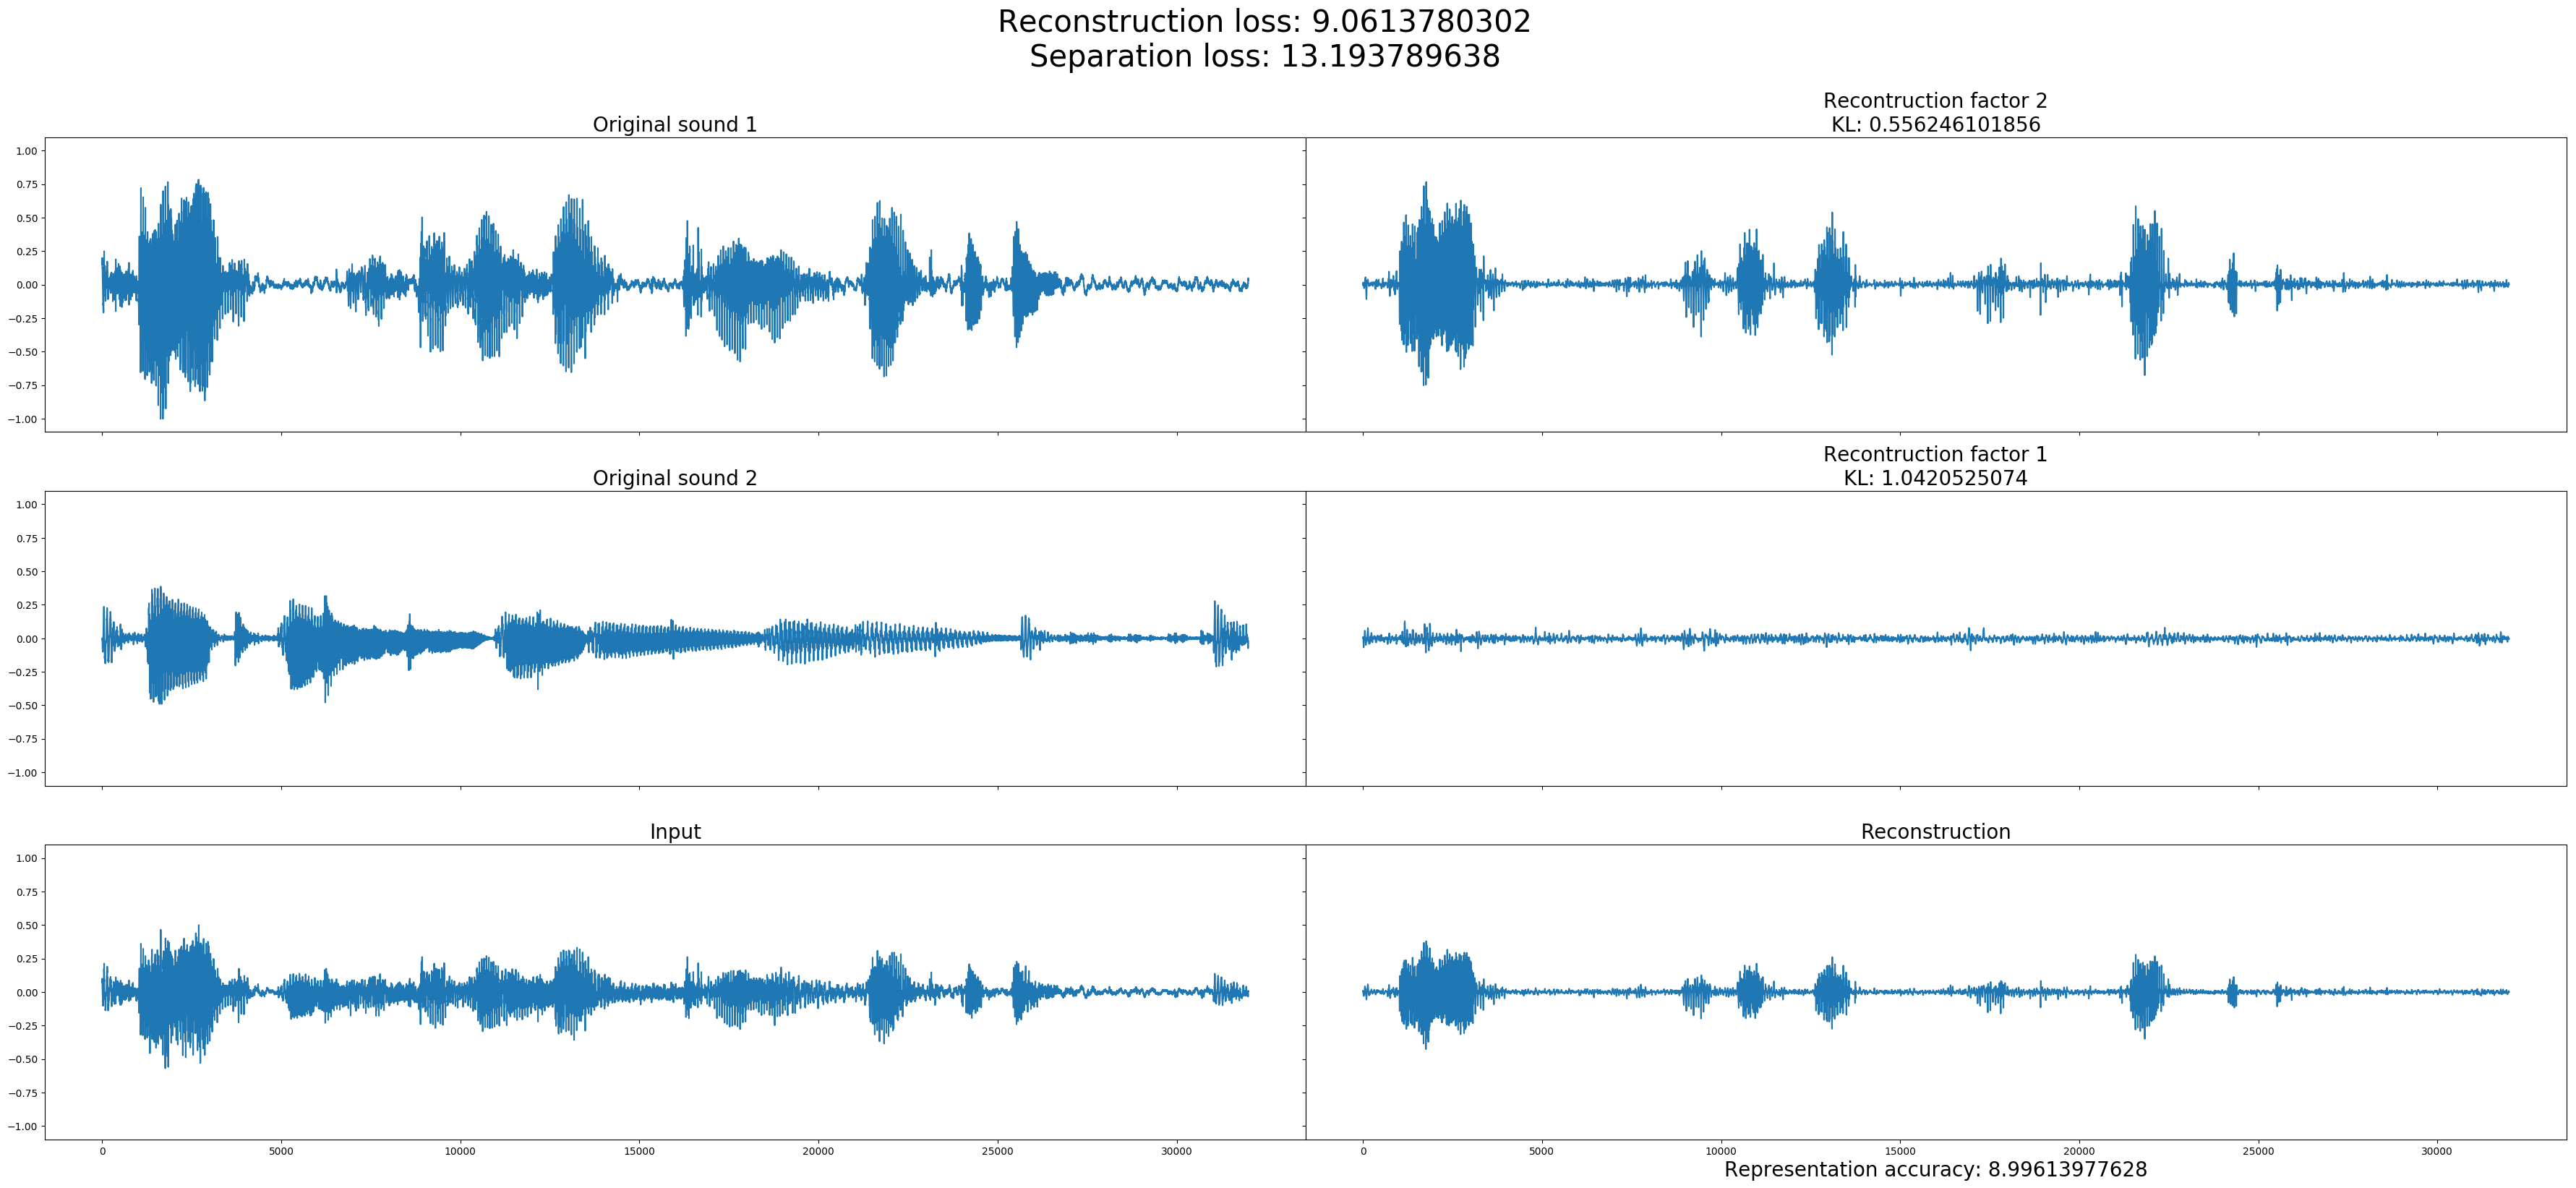 Reconstruction loss: 9.0613780302
Separation loss: 13.193789638
Original sound 1
Recontruction factor 2
KL: 0.556246101856
1.00
0.75
0.50
0.25
0.00
−0.25
−0.50
−0.75
−1.00
Original sound 2
Recontruction factor 1
KL: 1.0420525074
1.00
0.75
0.50
0.25
0.00
−0.25
−0.50
−0.75
−1.00
Input
Reconstruction
1.00
0.75
0.50
0.25
0.00
−0.25
−0.50
−0.75
−1.00
0 5000 10000 15000 20000 25000 30000 0 5000 10000 15000 20000 25000 30000
Representation accuracy: 8.99613977628